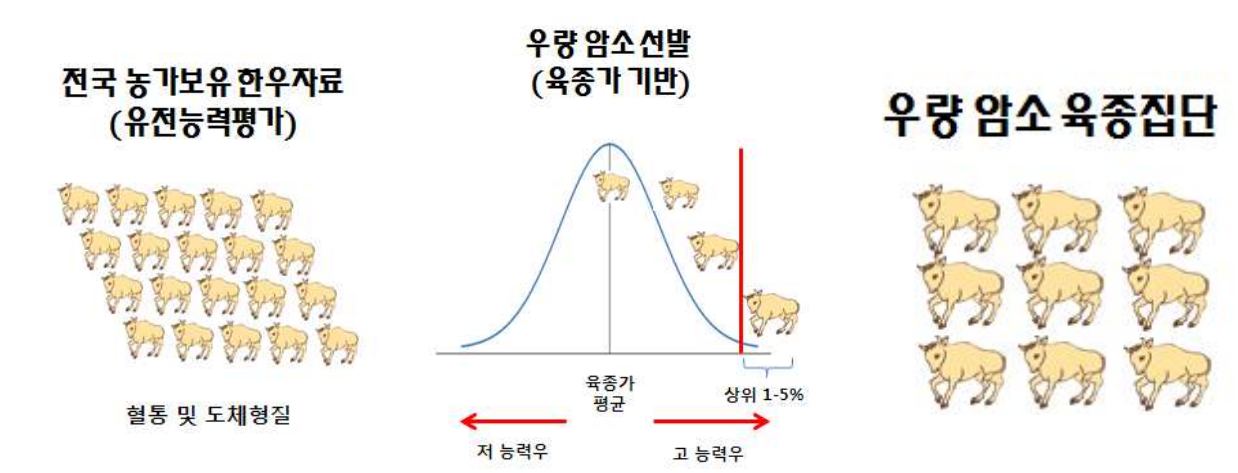 전국 농가보유 한우자료
(유전능력평가)
혈통 및 도체형질
우량 암소 선발
(육종가 기반)
육종가
평균
상위 1-5%
저 능력우
고 능력우
우량 암소 육종집단